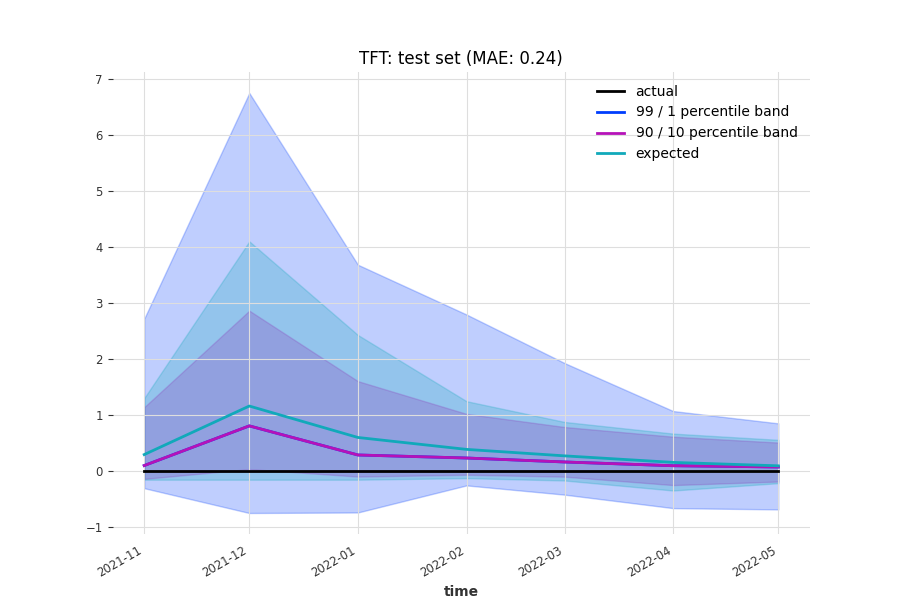 TFT: test set (MAE: 0.24)
actual
99 / 1 percentile band
90 / 10 percentile band
expected
7
6
5
4
3
2
1
0
−1
2021-11
2021-12
2022-01
2022-02
2022-03
2022-04
2022-05
time